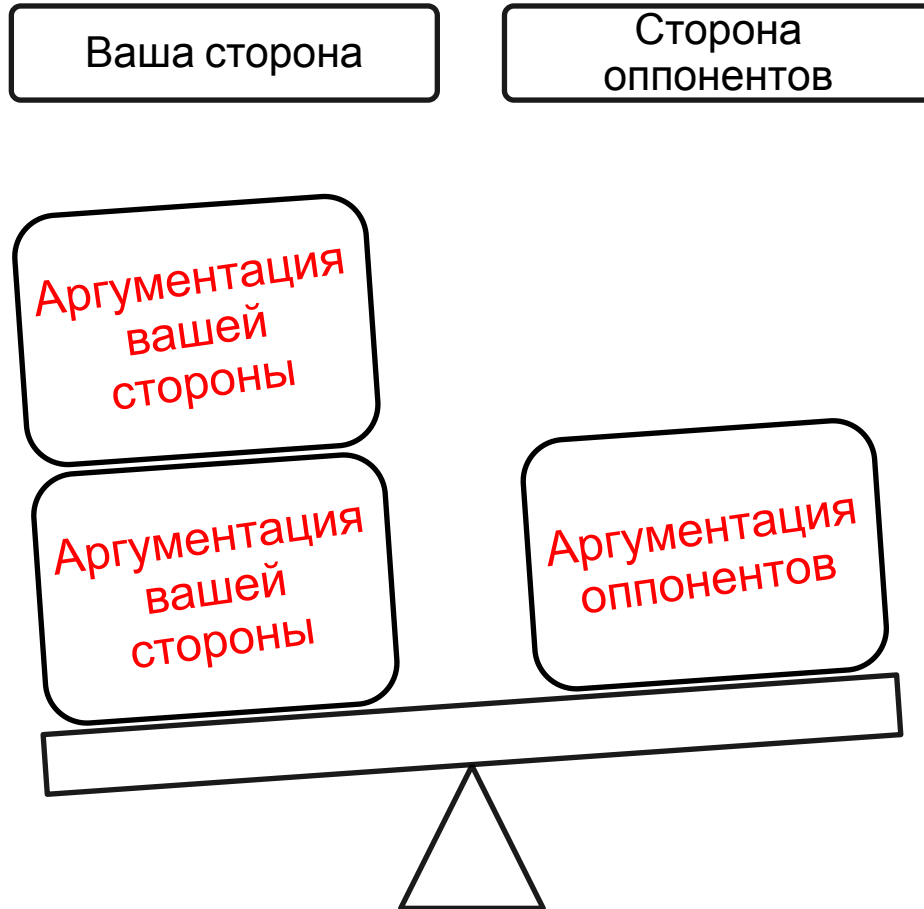 Ваша сторона
Сторона
оппонентов
Аргументация
вашей
стороны
Аргументация
вашей
стороны
Аргументация
оппонентов